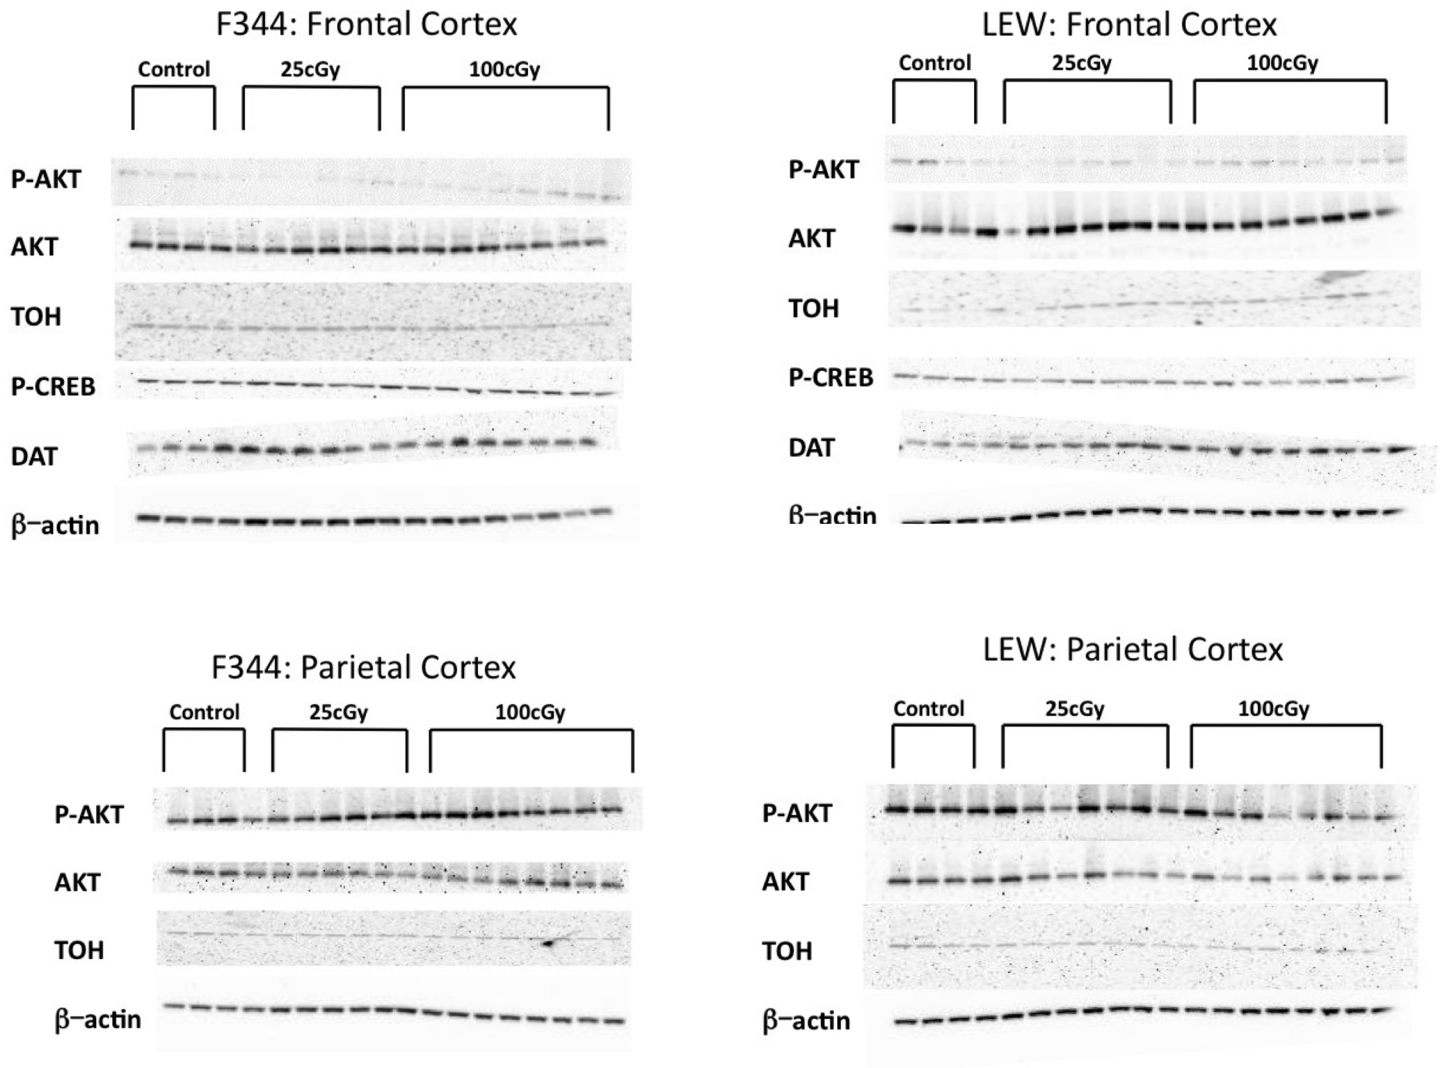 F344: Frontal Cortex
Control 25cGy 100cGy
P-AKT
AKT
TOH
P-CREB
DAT
β–actin
LEW: Frontal Cortex
Control 25cGy 100cGy
P-AKT
AKT
TOH
P-CREB
DAT
β–actin
F344: Parietal Cortex
Control 25cGy 100cGy
P-AKT
AKT
TOH
β–actin
LEW: Parietal Cortex
Control 25cGy 100cGy
P-AKT
AKT
TOH
β–actin